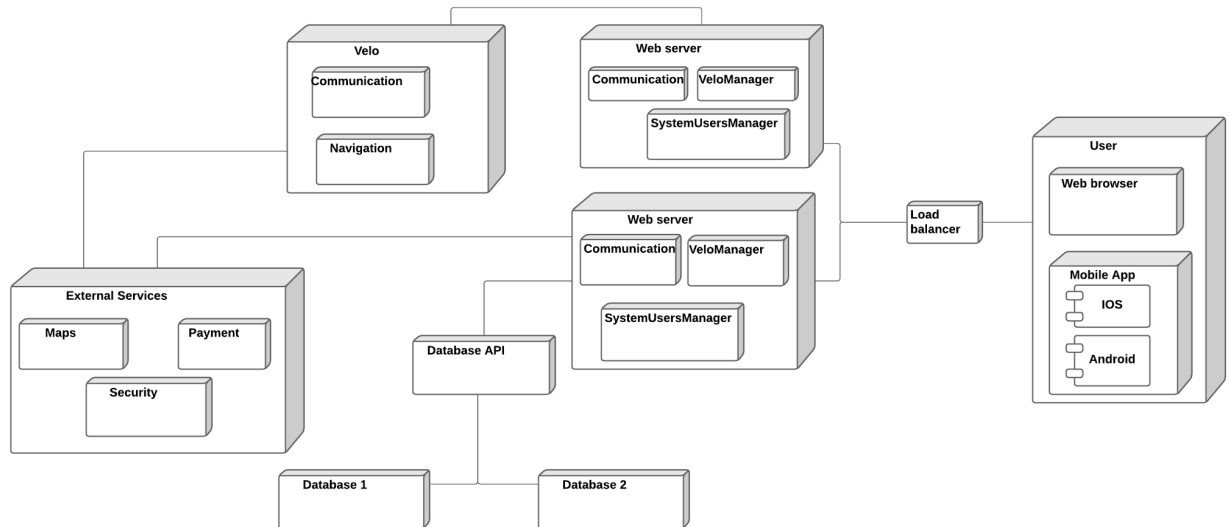 Velo
Communication
Navigation
Web server
Communication
VeloManager
SystemUsersManager
User
Web browser
Mobile App
IOS
Android
Load
balancer
Web server
Communication
VeloManager
SystemUsersManager
External Services
Maps
Payment
Security
Database API
Database 1
Database 2